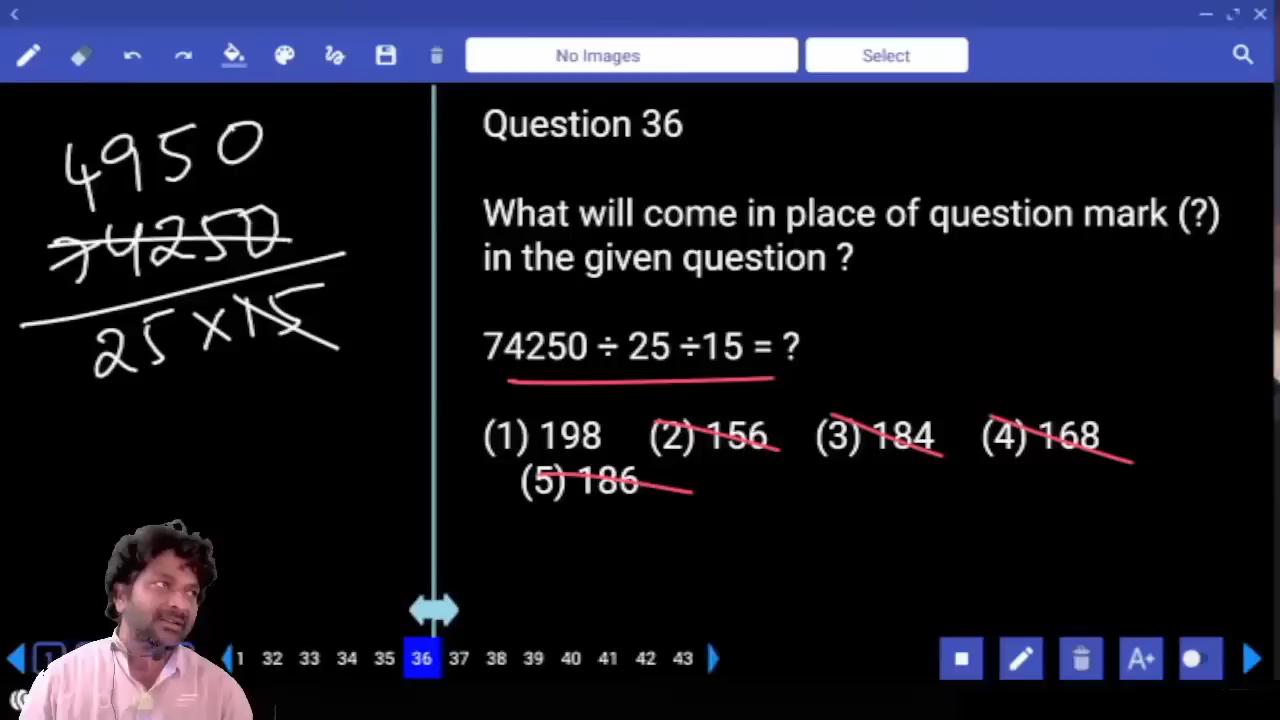 No Images
Select
4950
74250
25×15
Question 36
What will come in place of question mark (?)
in the given question ?
74250 ÷ 25 ÷15 = ?
(1) 198 (2) 156 (3) 184 (4) 168
(5) 186
1 32 33 34 35 36 37 38 39 40 41 42 43
A+